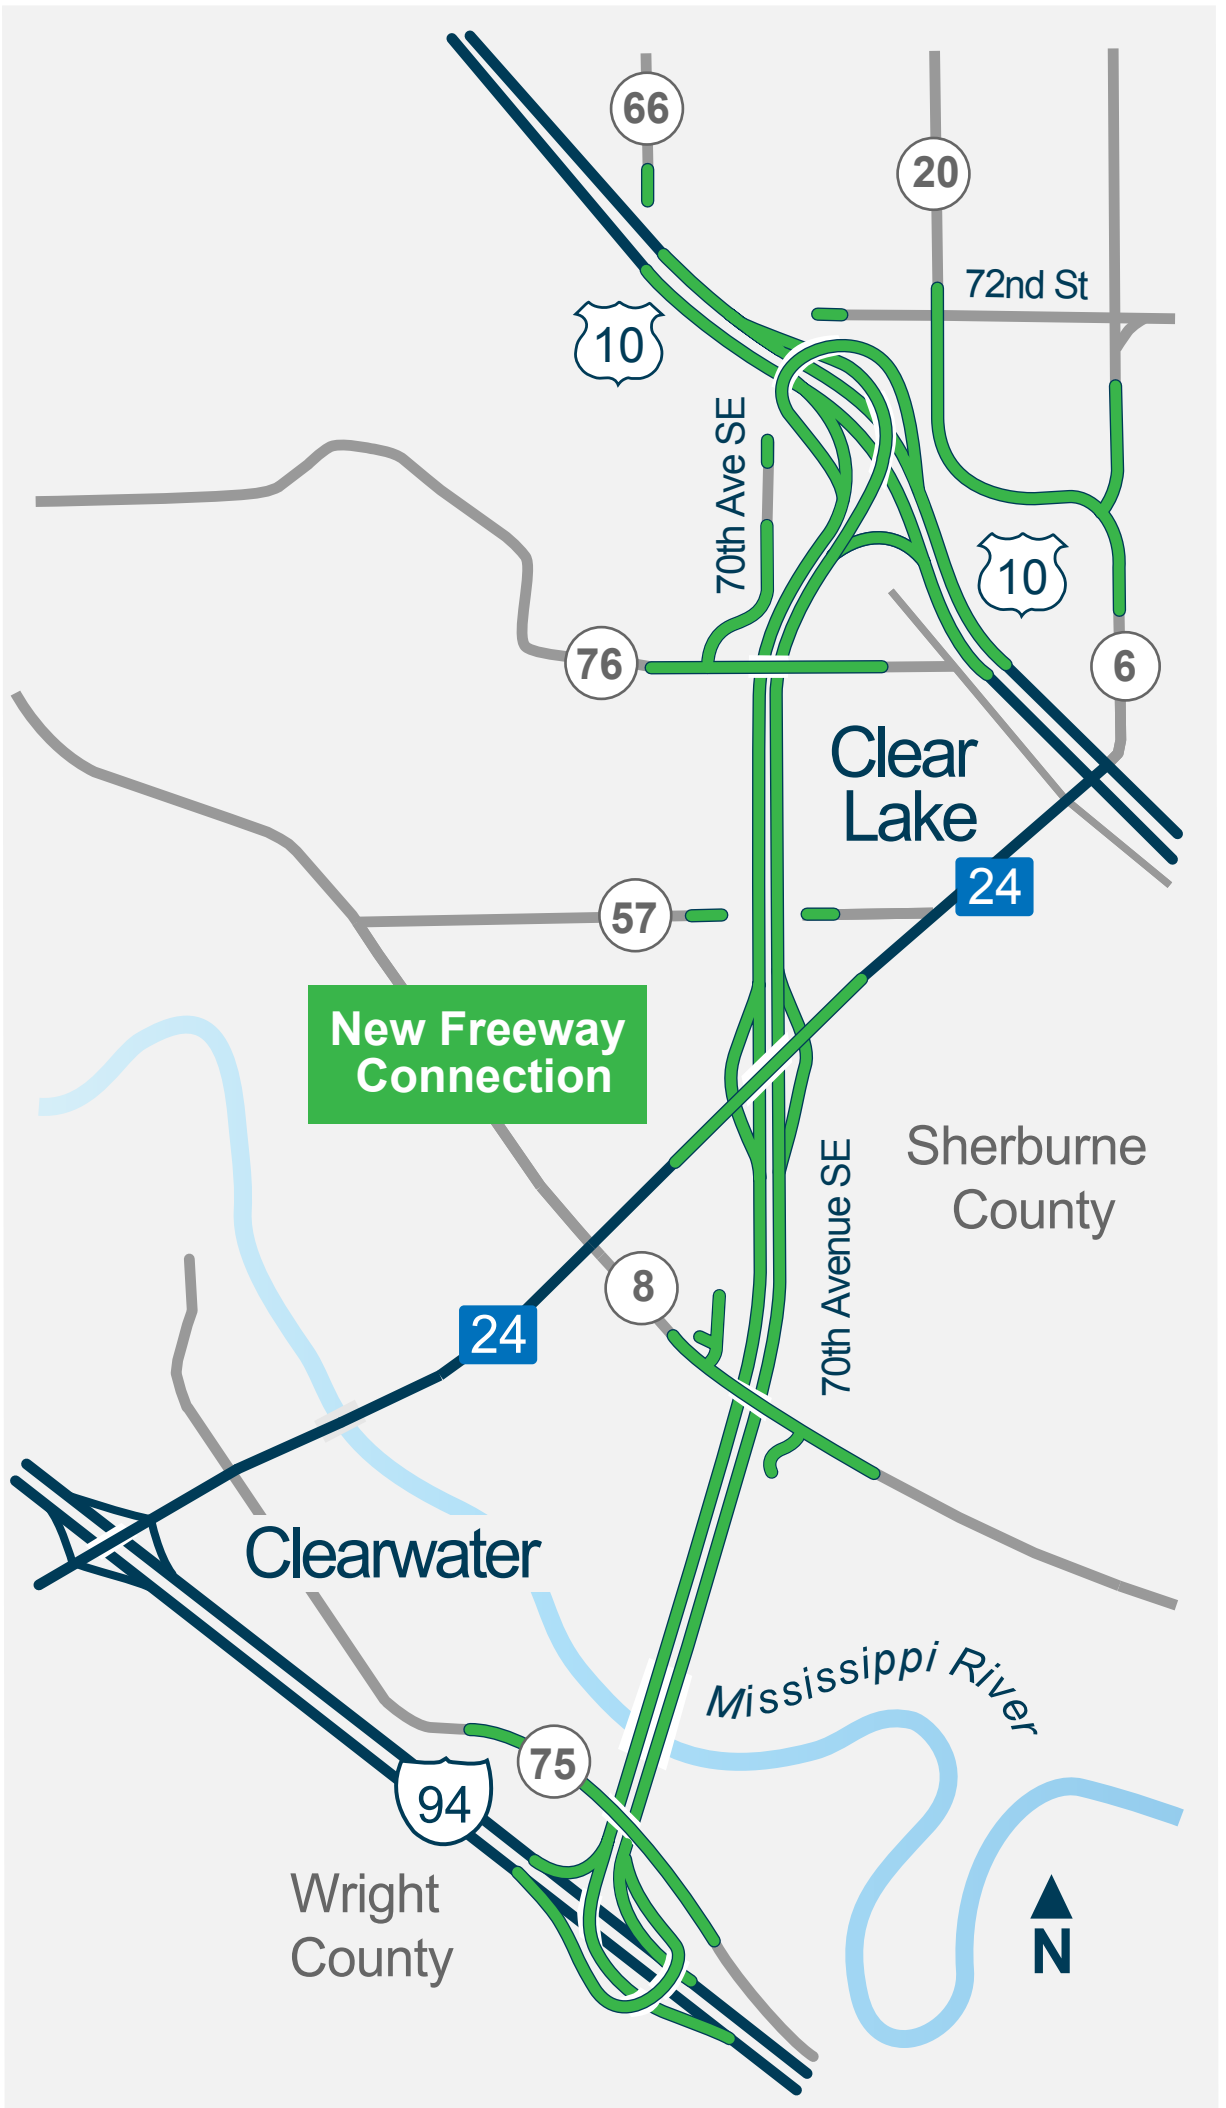 66
20
72nd St
10
70th Ave SE
10
76
6
Clear
Lake
24
57
New Freeway
Connection
Sherburne
County
70th Avenue SE
8
24
Clearwater
Mississippi River
75
94
Wright
County
N